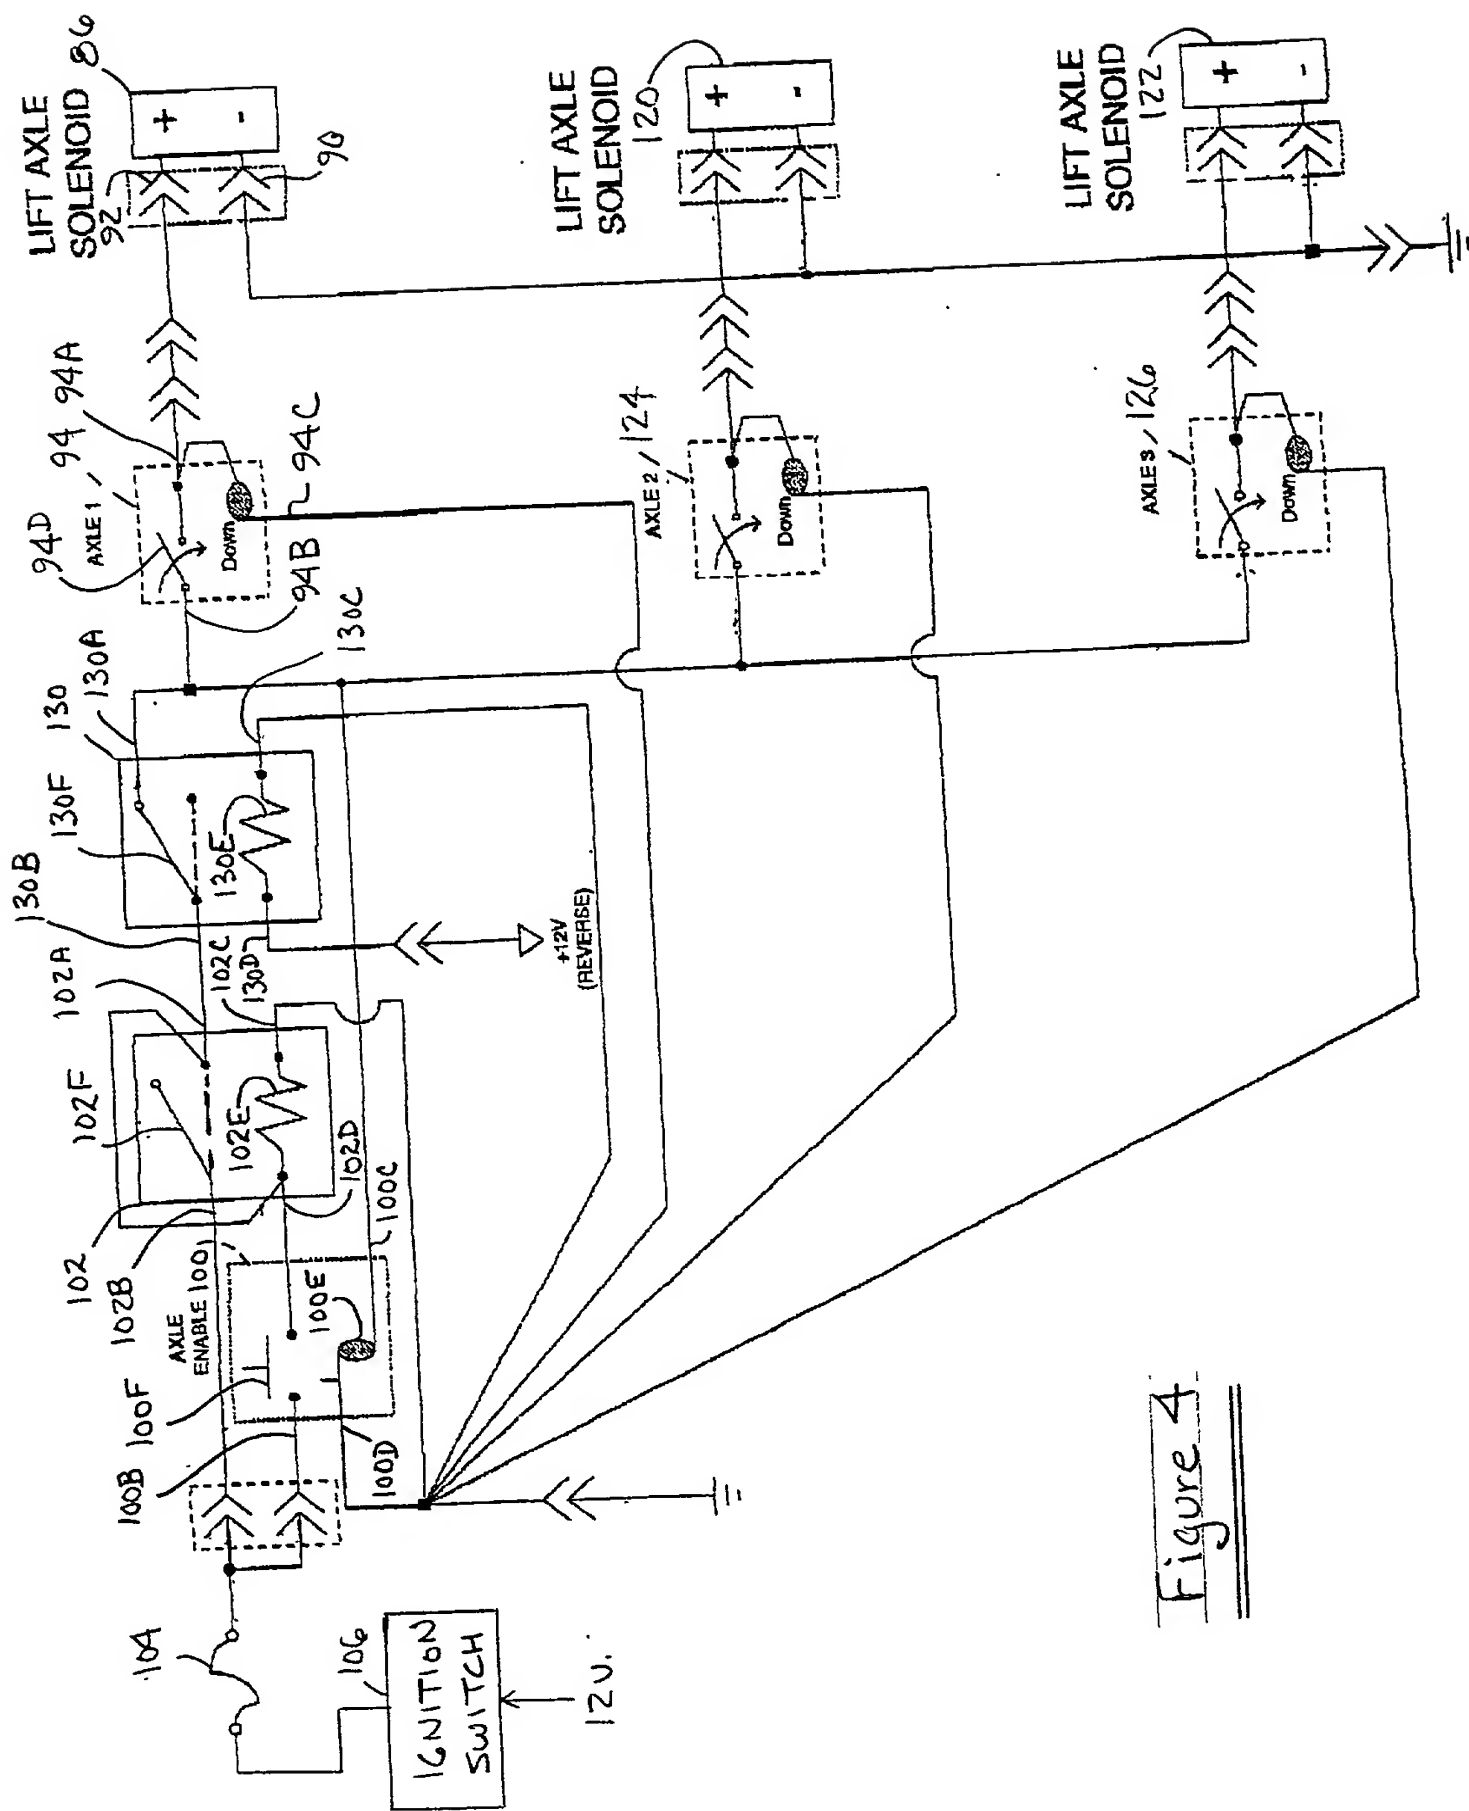 LIFT AXLE
SOLENOID
86
92
+
-
90
LIFT AXLE
SOLENOID
120
+
-
LIFT AXLE
SOLENOID
122
+
-
94D
AXLE 1
94
94A
Down
94B
94C
AXLE 2
124
Down
AXLE 3
126
Down
130B
130F
130
130A
130E
130C
130D
+12V
(REVERSE)
102
102F
102A
102C
102B
102E
102D
AXLE
ENABLE 100
100B
100F
100E
100C
100D
104
106
IGNITION
SWITCH
12V.
Figure 4